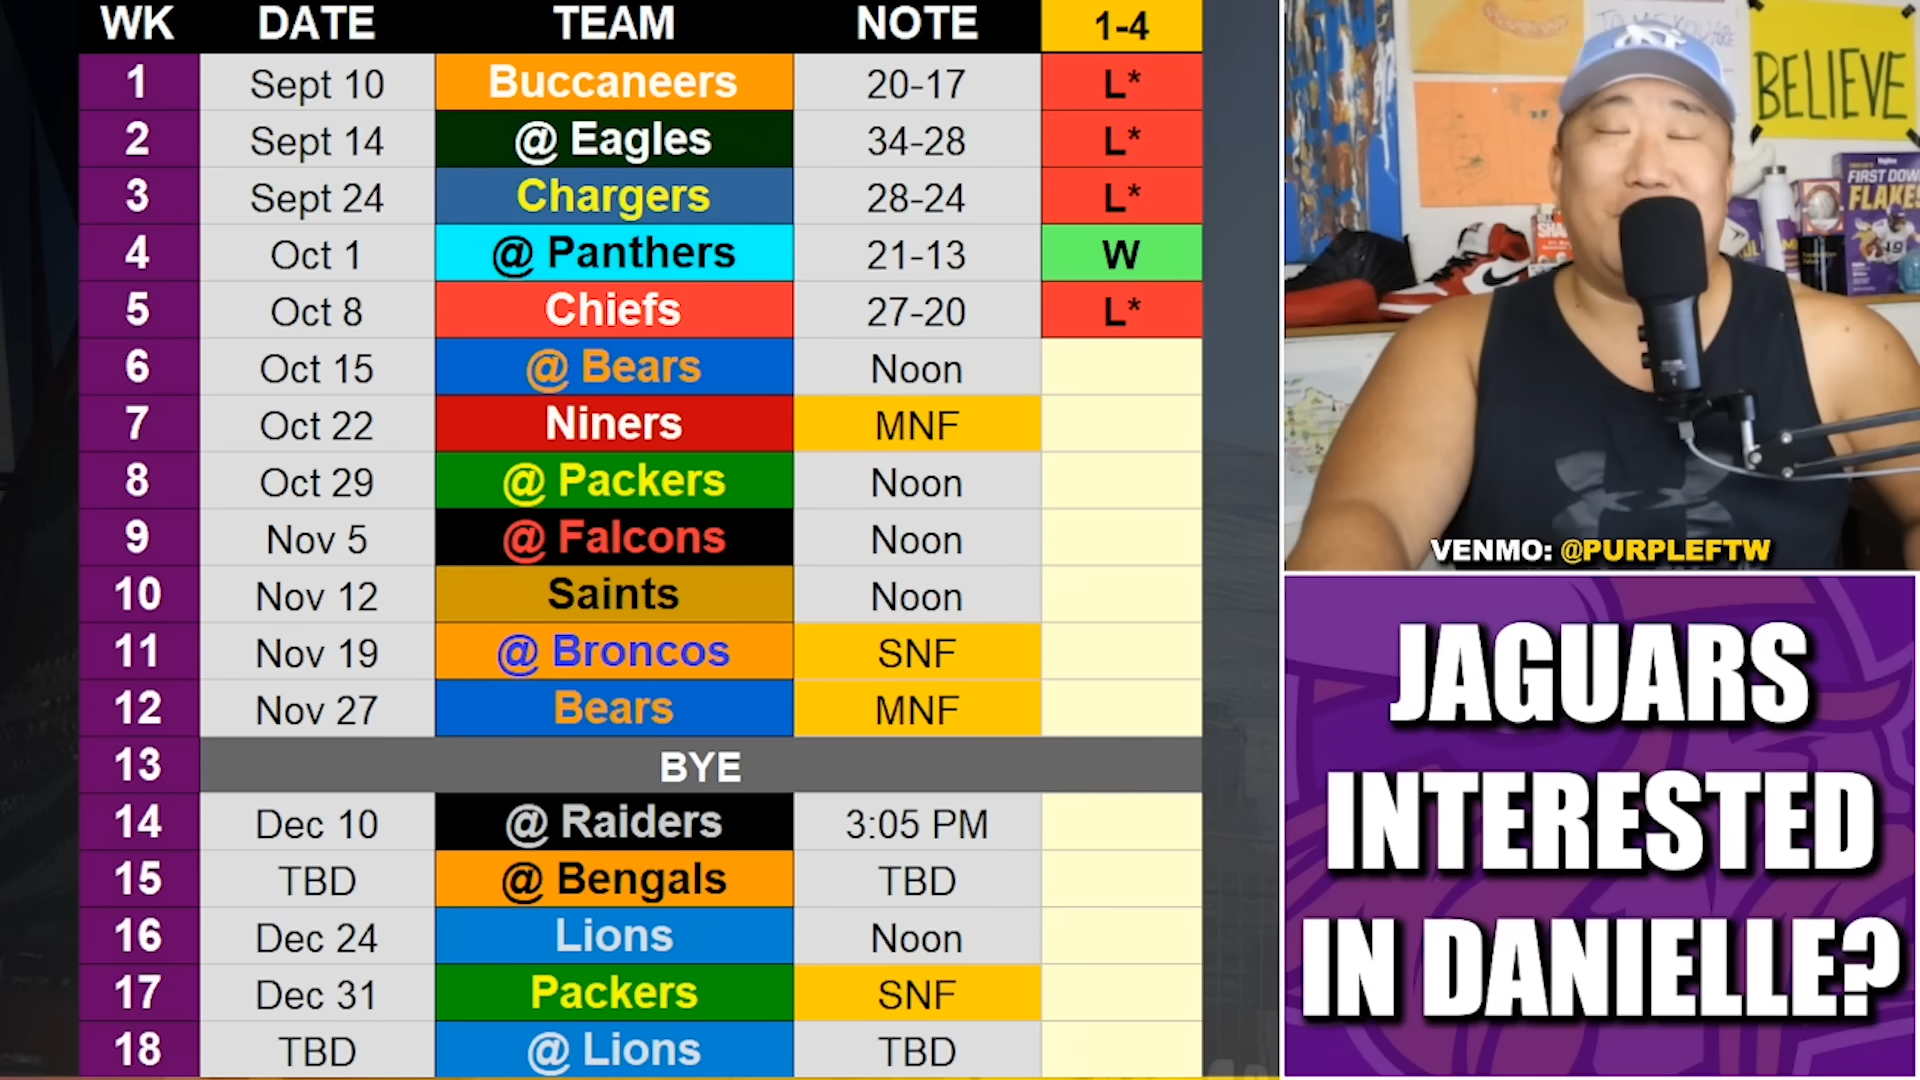 WK DATE TEAM NOTE 1-4
1 Sept 10 Buccaneers 20-17 L*
2 Sept 14 @ Eagles 34-28 L*
3 Sept 24 Chargers 28-24 L*
4 Oct 1 @ Panthers 21-13 W
5 Oct 8 Chiefs 27-20 L*
6 Oct 15 @ Bears Noon
7 Oct 22 Niners MNF
8 Oct 29 @ Packers Noon
9 Nov 5 @ Falcons Noon
10 Nov 12 Saints Noon
11 Nov 19 @ Broncos SNF
12 Nov 27 Bears MNF
13 BYE
14 Dec 10 @ Raiders 3:05 PM
15 TBD @ Bengals TBD
16 Dec 24 Lions Noon
17 Dec 31 Packers SNF
18 TBD @ Lions TBD
BELIEVE
FIRST DOWN
FLAKES
19
VENMO: @PURPLEFTW
JAGUARS
INTERESTED
IN DANIELLE?